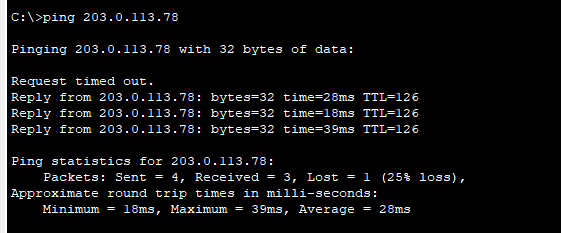 C:\>ping 203.0.113.78
Pinging 203.0.113.78 with 32 bytes of data:
Request timed out.
Reply from 203.0.113.78: bytes=32 time=28ms TTL=126
Reply from 203.0.113.78: bytes=32 time=18ms TTL=126
Reply from 203.0.113.78: bytes=32 time=39ms TTL=126
Ping statistics for 203.0.113.78:
    Packets: Sent = 4, Received = 3, Lost = 1 (25% loss),
Approximate round trip times in milli-seconds:
    Minimum = 18ms, Maximum = 39ms, Average = 28ms